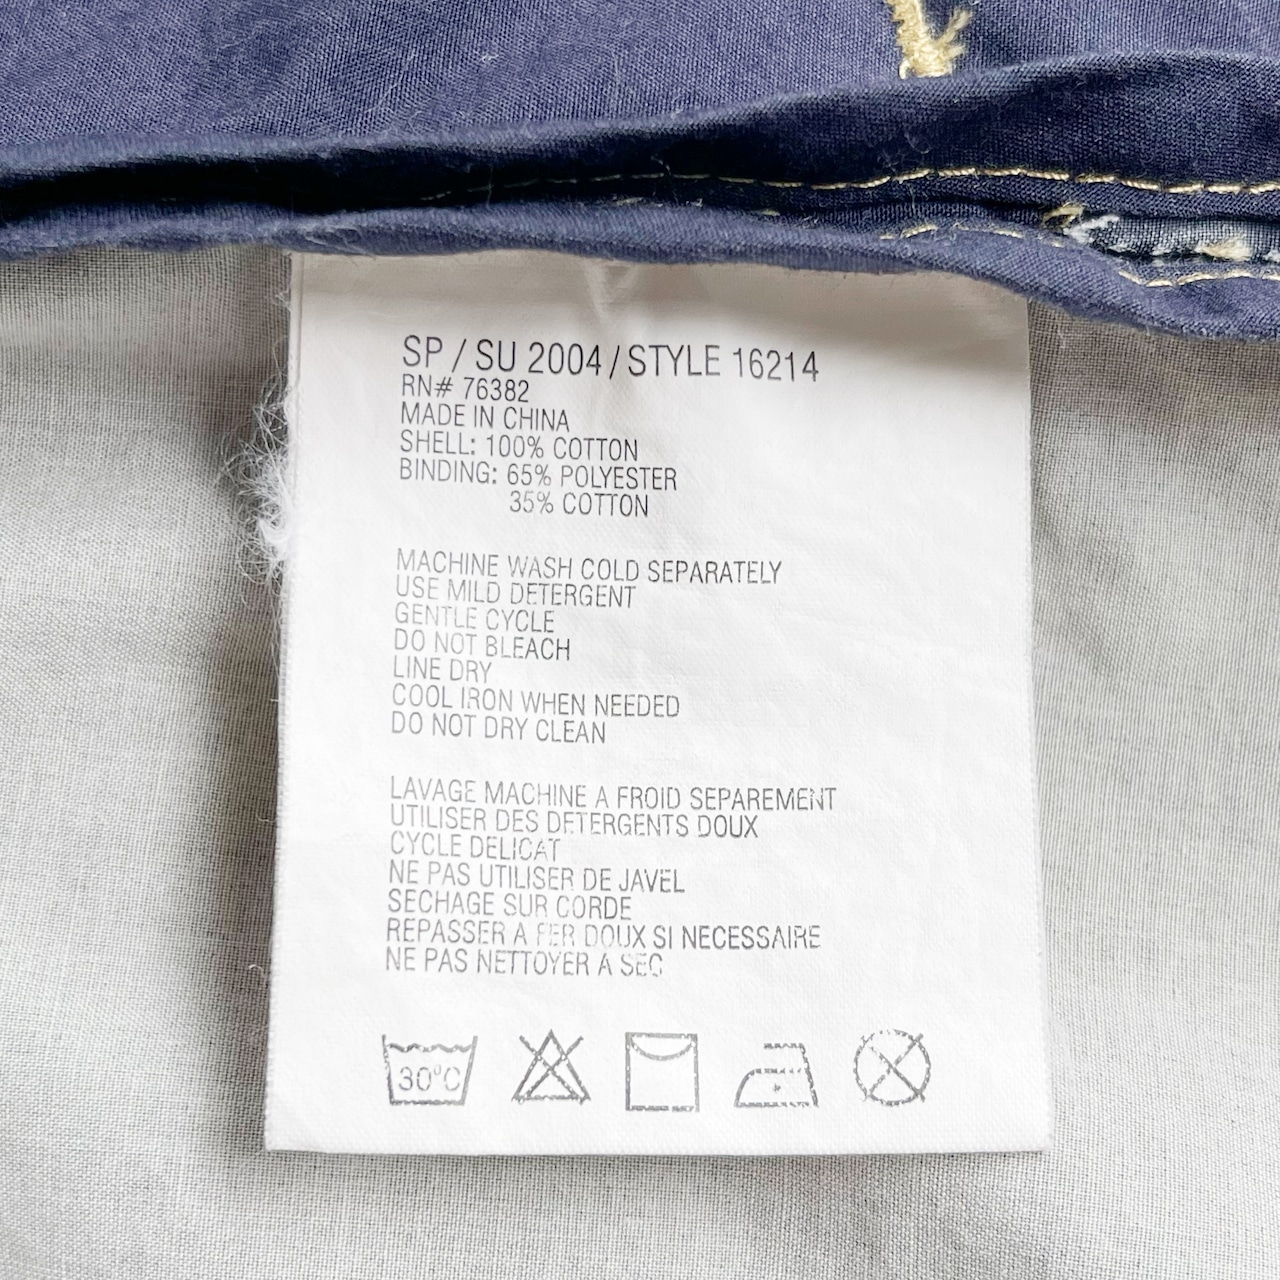 SP / SU 2004 / STYLE 16214
RN# 76382
MADE IN CHINA
SHELL: 100% COTTON
BINDING: 65% POLYESTER
35% COTTON
MACHINE WASH COLD SEPARATELY
USE MILD DETERGENT
GENTLE CYCLE
DO NOT BLEACH
LINE DRY
COOL IRON WHEN NEEDED
DO NOT DRY CLEAN
LAVAGE MACHINE A FROID SEPAREMENT
UTILISER DES DETERGENTS DOUX
CYCLE DELICAT
NE PAS UTILISER DE JAVEL
SECHAGE SUR CORDE
REPASSER A FER DOUX SI NECESSAIRE
NE PAS NETTOYER A SEC
30°C